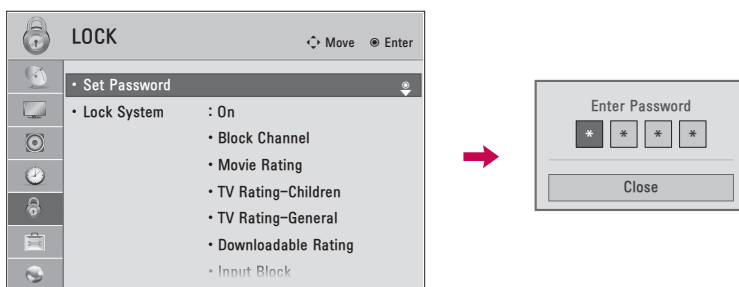 LOCK
Move
Enter
• Set Password
• Lock System : On
• Block Channel
• Movie Rating
• TV Rating-Children
• TV Rating-General
• Downloadable Rating
• Input Block
Enter Password
* * * *
Close